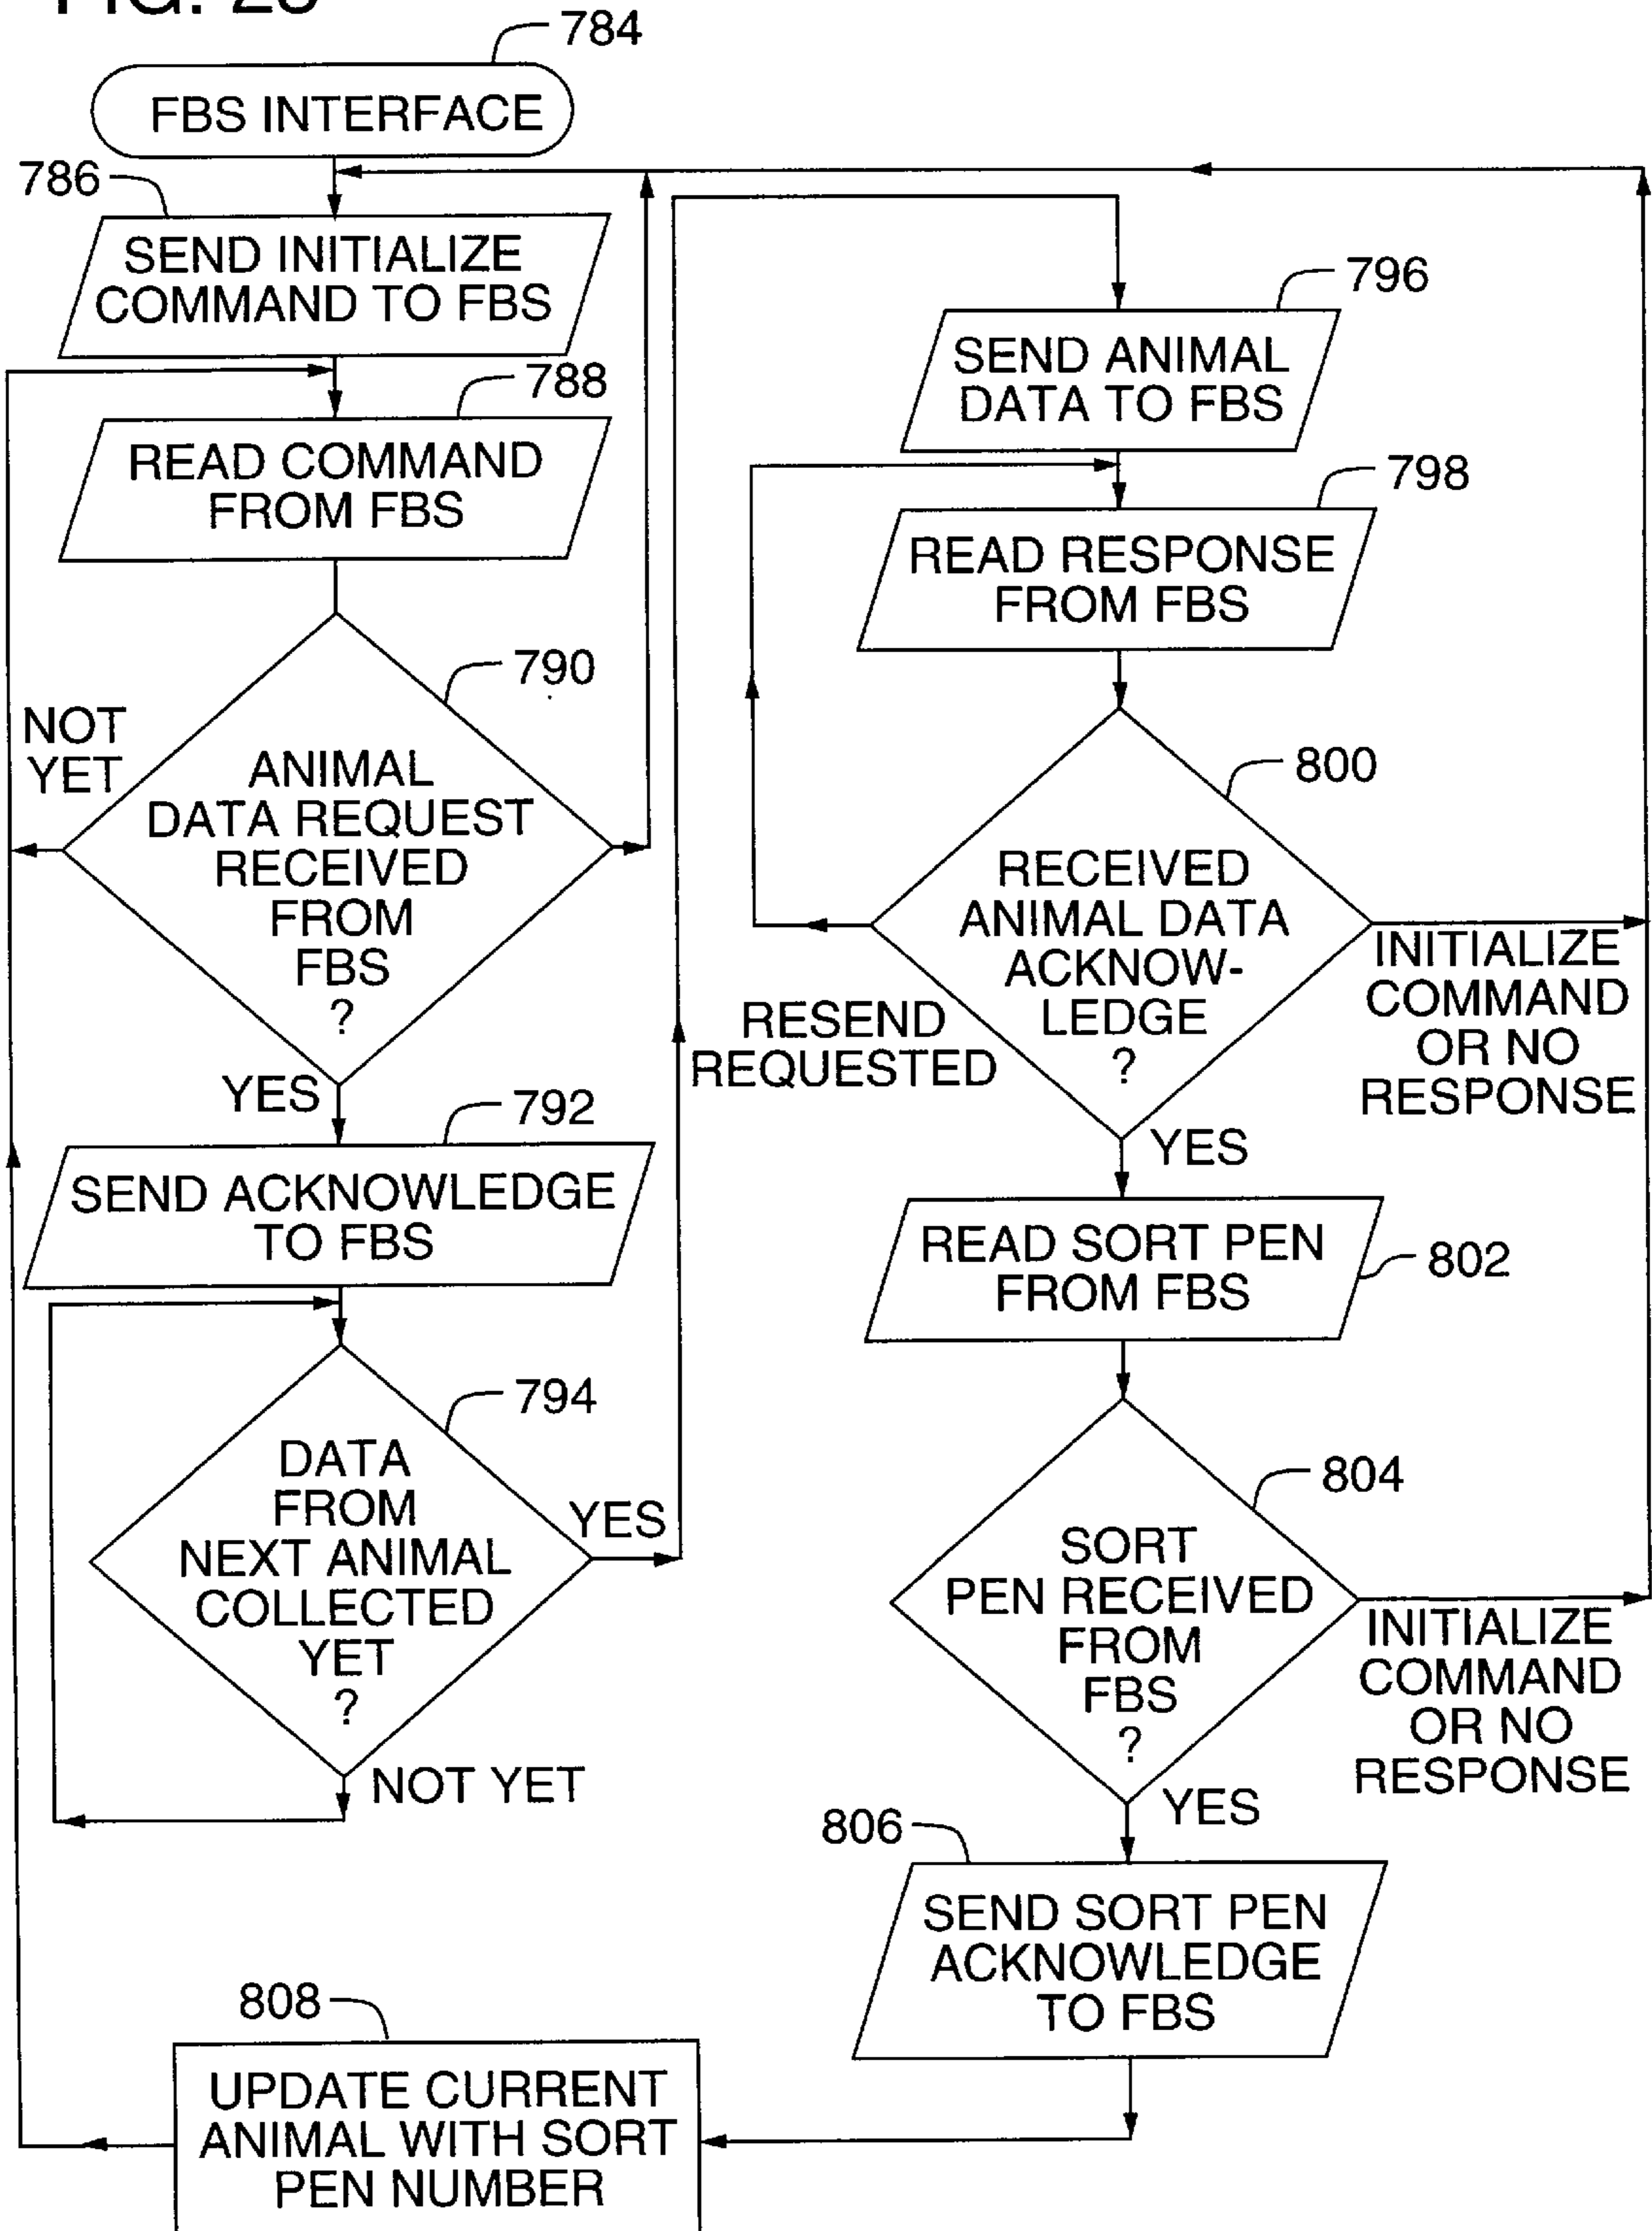 784
FBS INTERFACE
786
SEND INITIALIZE
COMMAND TO FBS
788
READ COMMAND
FROM FBS
790
NOT
YET
ANIMAL
DATA REQUEST
RECEIVED
FROM
FBS
?
YES
792
SEND ACKNOWLEDGE
TO FBS
794
DATA
FROM
NEXT ANIMAL
COLLECTED
YET
?
YES
NOT YET
796
SEND ANIMAL
DATA TO FBS
798
READ RESPONSE
FROM FBS
800
RECEIVED
ANIMAL DATA
ACKNOW-
LEDGE
?
RESEND
REQUESTED
INITIALIZE
COMMAND
OR NO
RESPONSE
YES
READ SORT PEN
FROM FBS
802
804
SORT
PEN RECEIVED
FROM
FBS
?
INITIALIZE
COMMAND
OR NO
RESPONSE
YES
806
SEND SORT PEN
ACKNOWLEDGE
TO FBS
808
UPDATE CURRENT
ANIMAL WITH SORT
PEN NUMBER